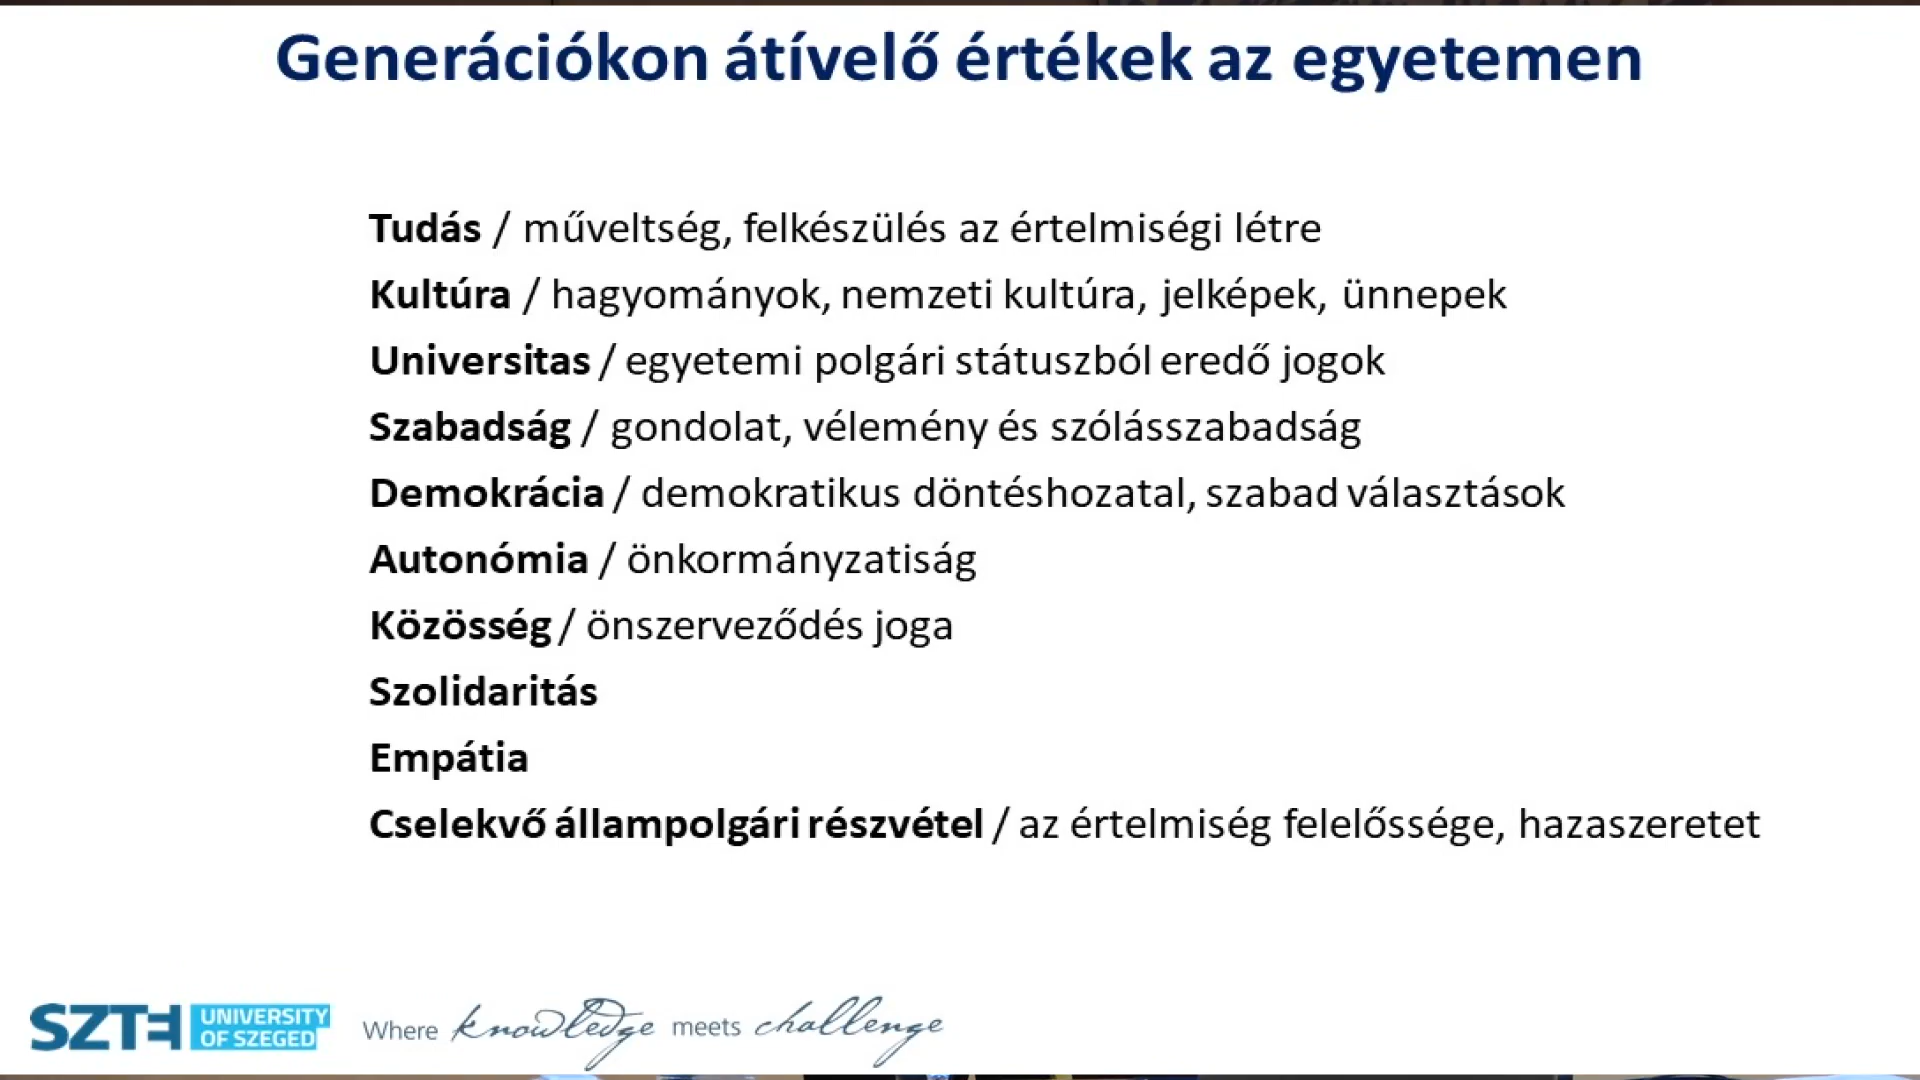 Generációkon átívelő értékek az egyetemen
Tudás / műveltség, felkészülés az értelmiségi létre
Kultúra / hagyományok, nemzeti kultúra, jelképek, ünnepek
Universitas / egyetemi polgári státuszból eredő jogok
Szabadság / gondolat, vélemény és szólásszabadság
Demokrácia / demokratikus döntéshozatal, szabad választások
Autonómia / önkormányzatiság
Közösség / önszerveződés joga
Szolidaritás
Empátia
Cselekvő állampolgári részvétel / az értelmiség felelőssége, hazaszeretet
SZTE UNIVERSITY OF SZEGED
Where knowledge meets challenge